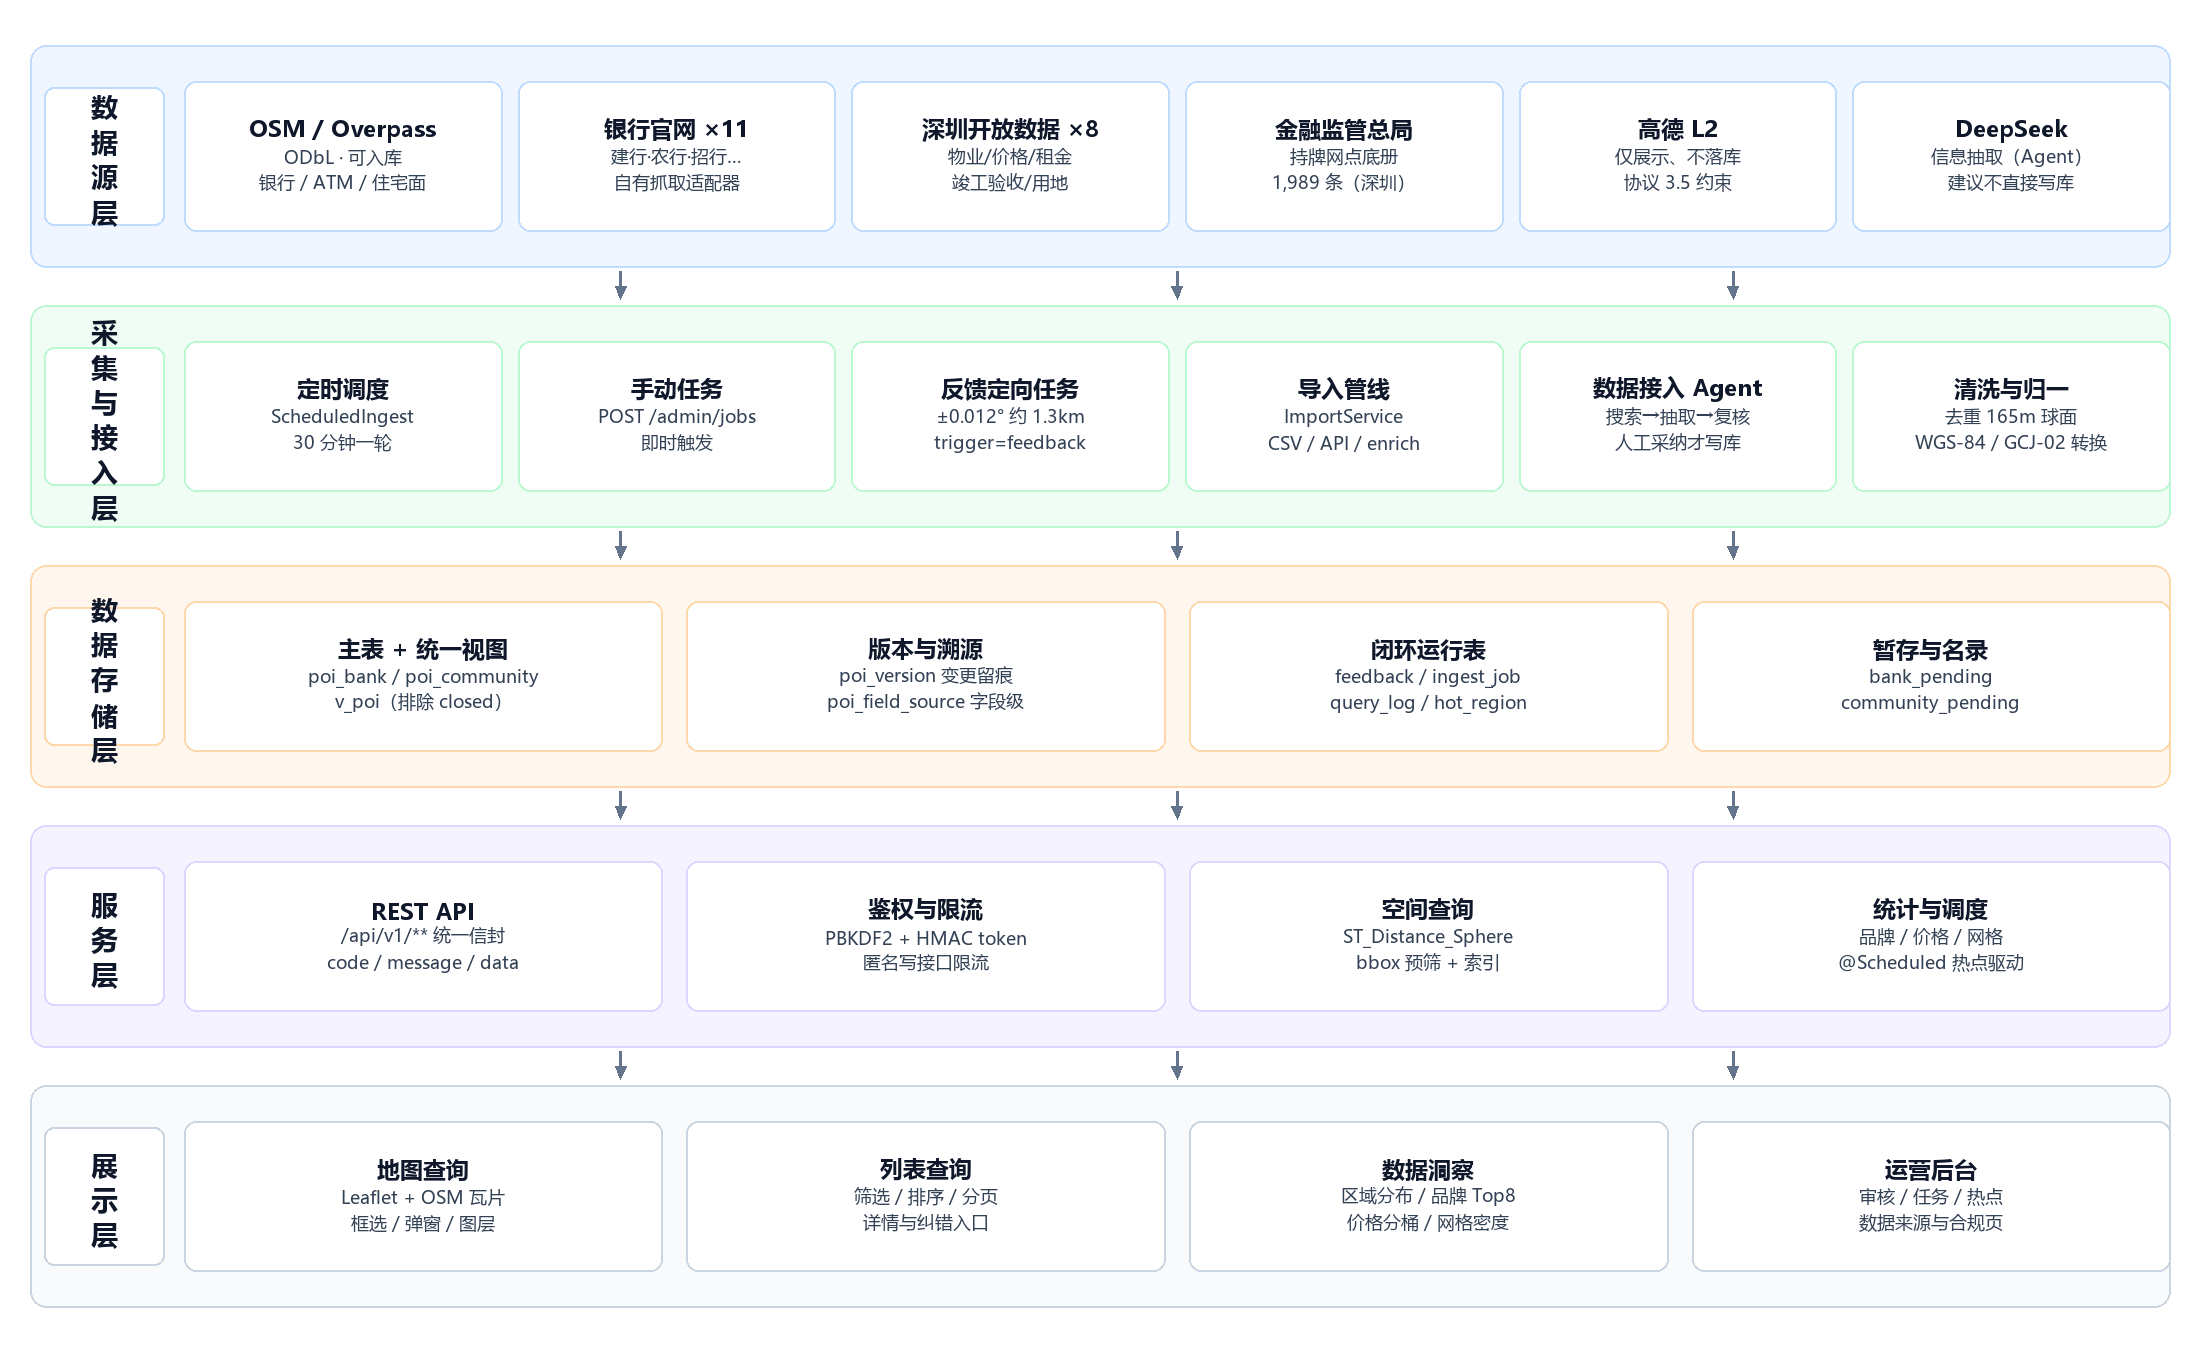 数据源层
OSM / Overpass
ODbL · 可入库
银行 / ATM / 住宅面
银行官网 ×11
建行·农行·招行...
自有抓取适配器
深圳开放数据 ×8
物业/价格/租金
竣工验收/用地
金融监管总局
持牌网点底册
1,989 条（深圳）
高德 L2
仅展示、不落库
协议 3.5 约束
DeepSeek
信息抽取（Agent）
建议不直接写库
采集与接入层
定时调度
ScheduledIngest
30 分钟一轮
手动任务
POST /admin/jobs
即时触发
反馈定向任务
±0.012° 约 1.3km
trigger=feedback
导入管线
ImportService
CSV / API / enrich
数据接入 Agent
搜索→抽取→复核
人工采纳才写库
清洗与归一
去重 165m 球面
WGS-84 / GCJ-02 转换
数据存储层
主表 + 统一视图
poi_bank / poi_community
v_poi（排除 closed）
版本与溯源
poi_version 变更留痕
poi_field_source 字段级
闭环运行表
feedback / ingest_job
query_log / hot_region
暂存与名录
bank_pending
community_pending
服务层
REST API
/api/v1/** 统一信封
code / message / data
鉴权与限流
PBKDF2 + HMAC token
匿名写接口限流
空间查询
ST_Distance_Sphere
bbox 预筛 + 索引
统计与调度
品牌 / 价格 / 网格
@Scheduled 热点驱动
展示层
地图查询
Leaflet + OSM 瓦片
框选 / 弹窗 / 图层
列表查询
筛选 / 排序 / 分页
详情与纠错入口
数据洞察
区域分布 / 品牌 Top8
价格分桶 / 网格密度
运营后台
审核 / 任务 / 热点
数据来源与合规页